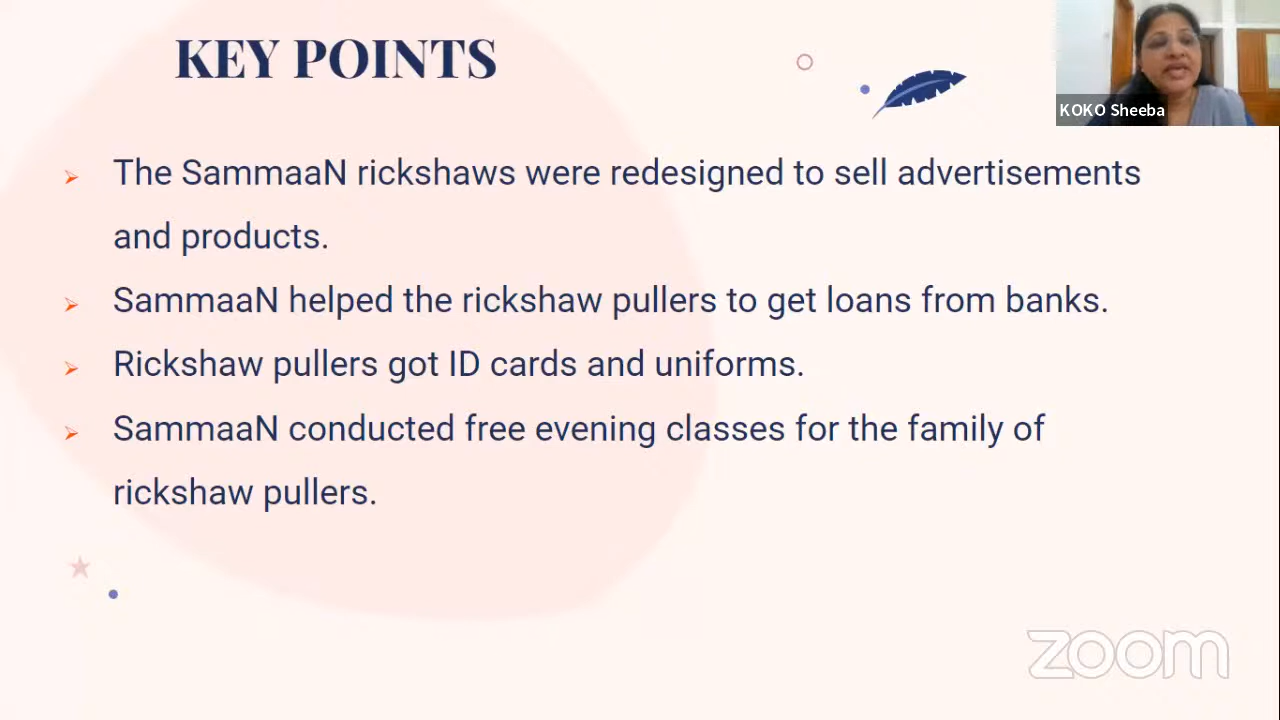 KEY POINTS
KOKO Sheeba
The SammaaN rickshaws were redesigned to sell advertisements
and products.
SammaaN helped the rickshaw pullers to get loans from banks.
Rickshaw pullers got ID cards and uniforms.
SammaaN conducted free evening classes for the family of
rickshaw pullers.
zoom